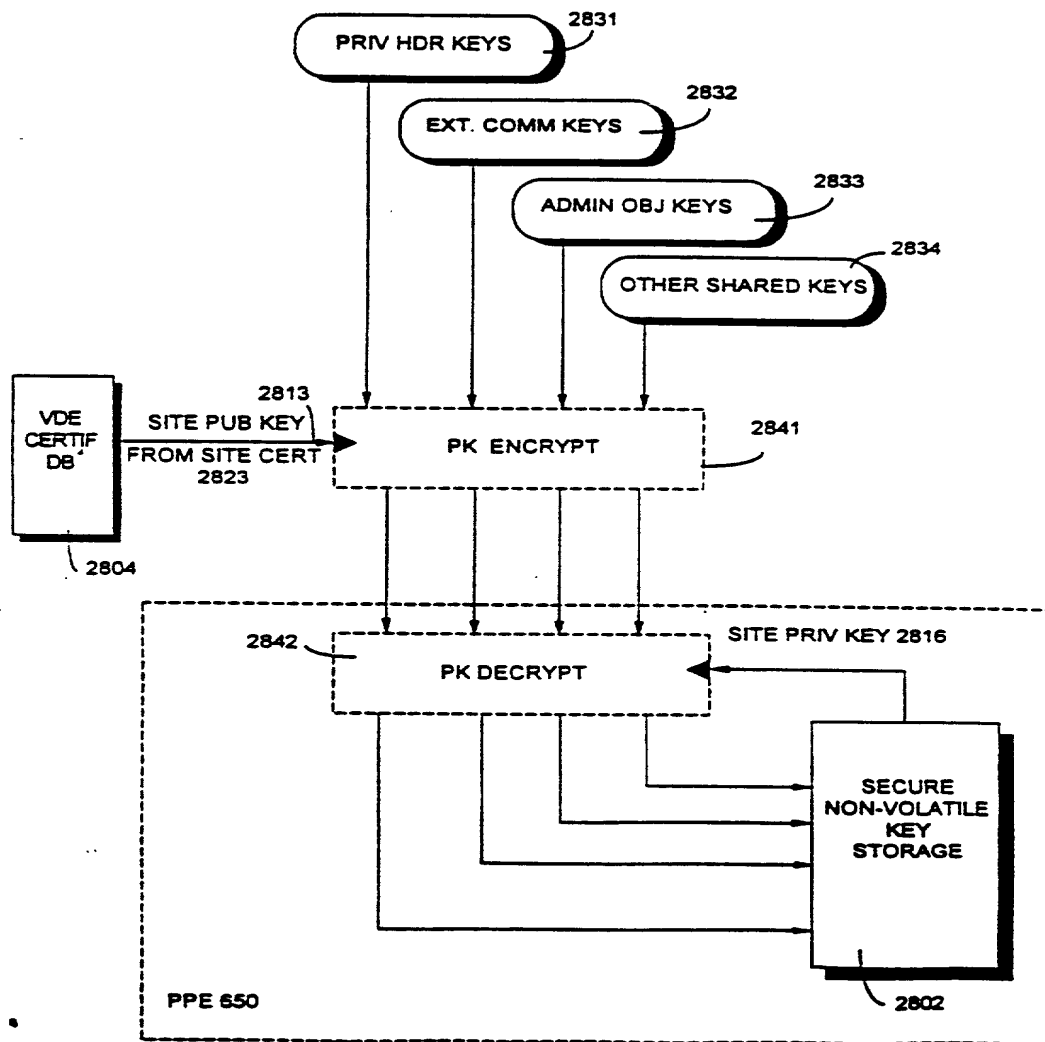 2831
PRIV HDR KEYS
2832
EXT. COMM KEYS
2833
ADMIN OBJ KEYS
2834
OTHER SHARED KEYS
VDE
CERTIF
DB
2804
2813
SITE PUB KEY
FROM SITE CERT
2823
PK ENCRYPT
2841
2842
PK DECRYPT
SITE PRIV KEY 2816
SECURE
NON-VOLATILE
KEY
STORAGE
2802
PPE 650